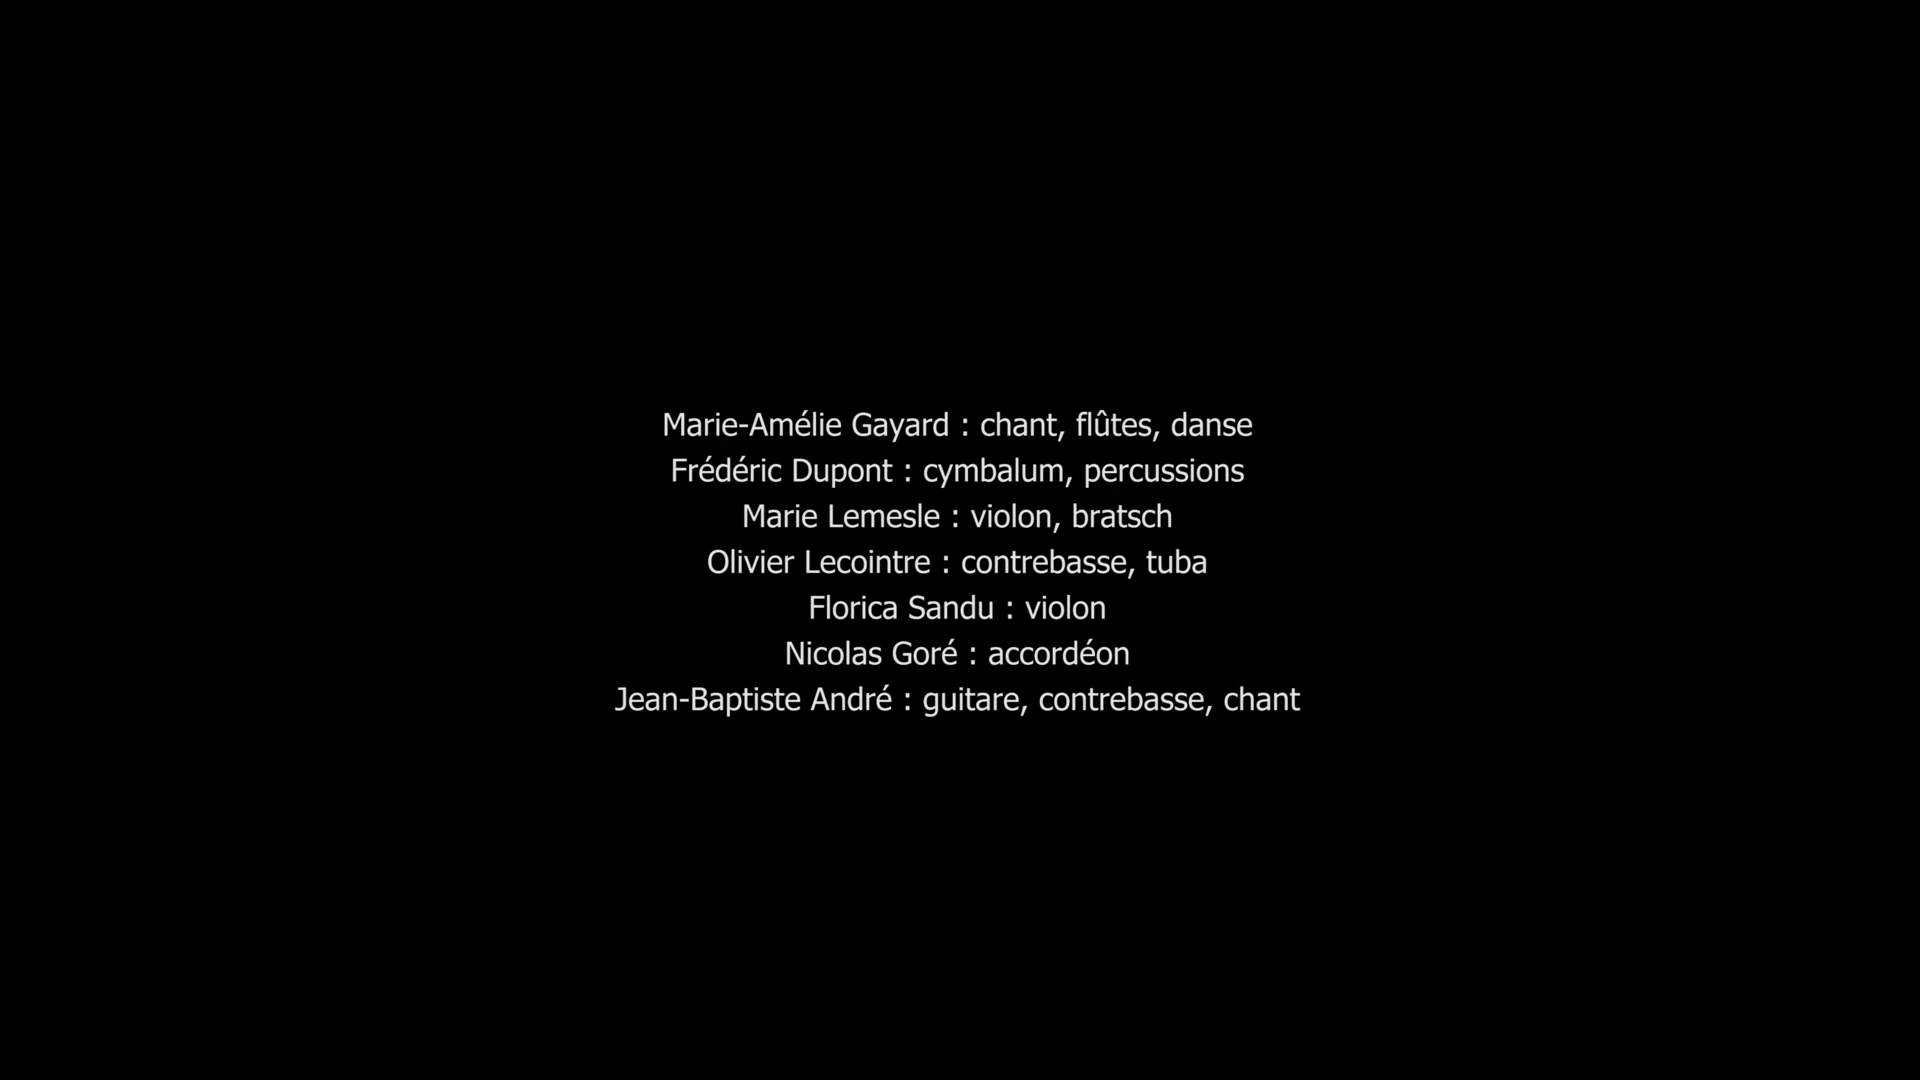 Marie-Amélie Gayard : chant, flûtes, danse
Frédéric Dupont : cymbalum, percussions
Marie Lemesle : violon, bratsch
Olivier Lecointre : contrebasse, tuba
Florica Sandu : violon
Nicolas Goré : accordéon
Jean-Baptiste André : guitare, contrebasse, chant